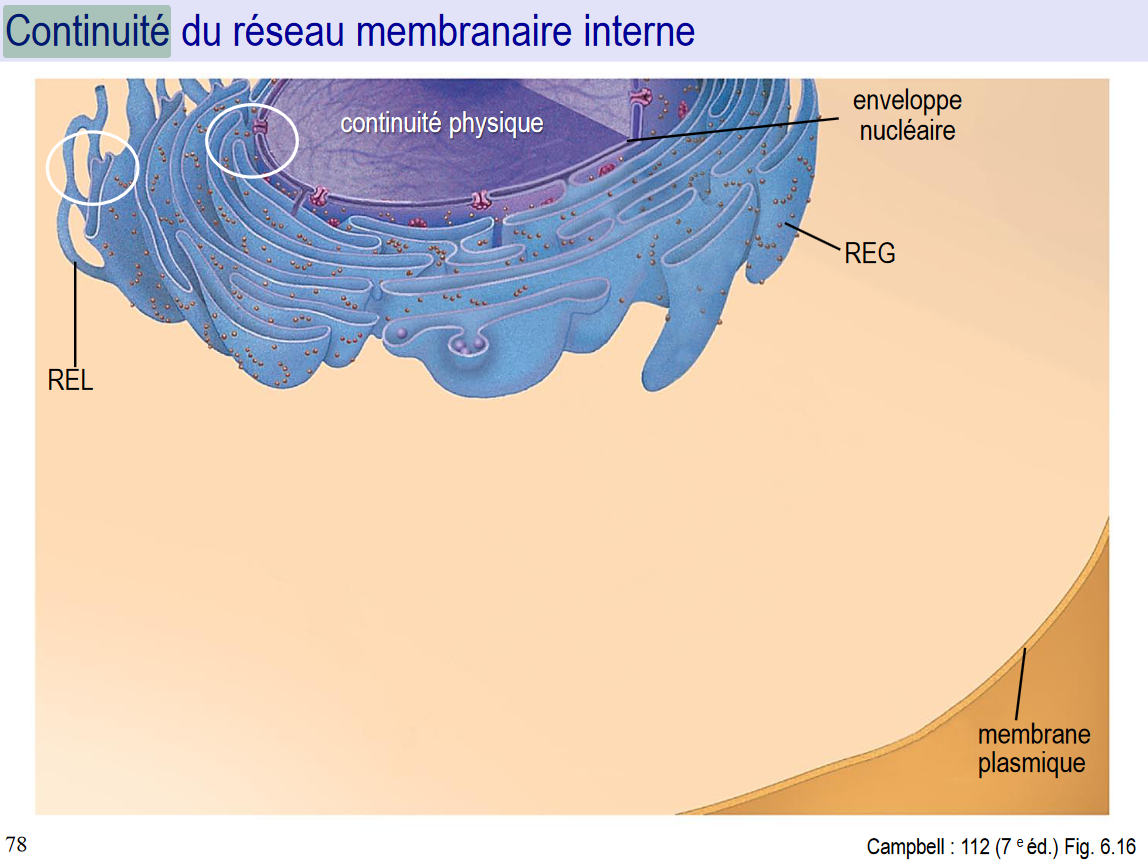 Continuité du réseau membranaire interne
enveloppe
nucléaire
continuité physique
REG
REL
membrane
plasmique
78
Campbell : 112 (7 e éd.) Fig. 6.16